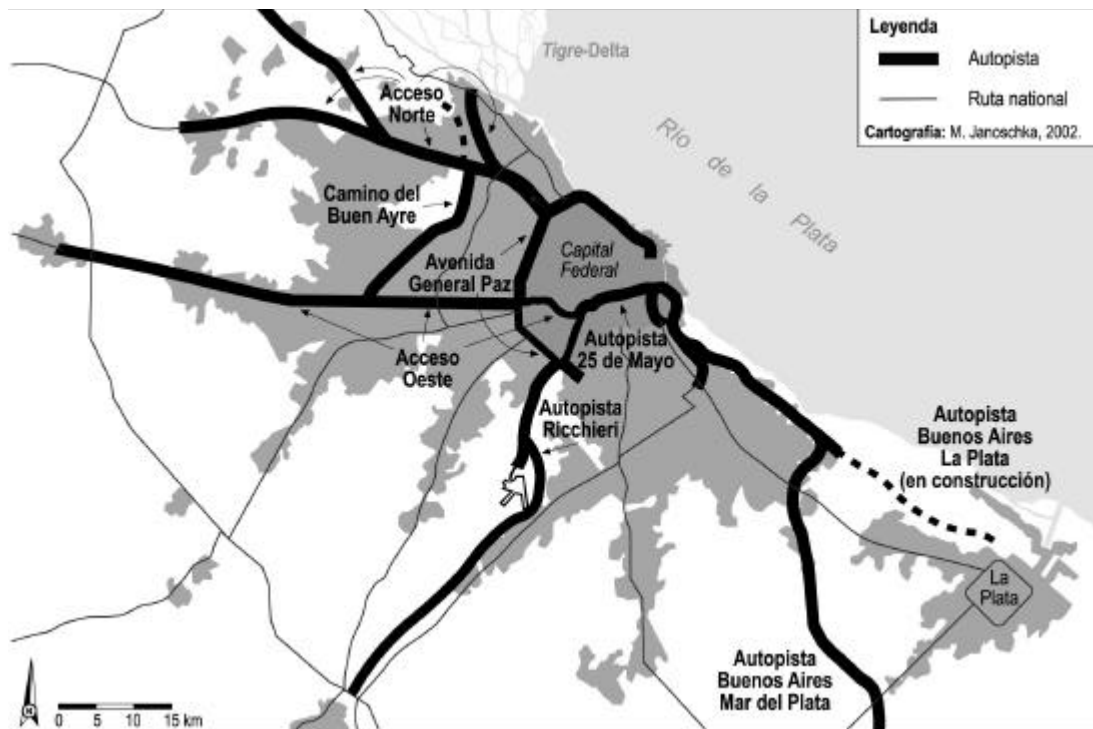 Leyenda
Autopista
Ruta national
Cartografía: M. Janoschka, 2002.
Tigre-Delta
Río de la Plata
Acceso
Norte
Camino del
Buen Ayre
Avenida
General Paz
Capital
Federal
Acceso
Oeste
Autopista
25 de Mayo
Autopista
Ricchieri
Autopista
Buenos Aires
La Plata
(en construcción)
La
Plata
Autopista
Buenos Aires
Mar del Plata
N
0 5 10 15 km